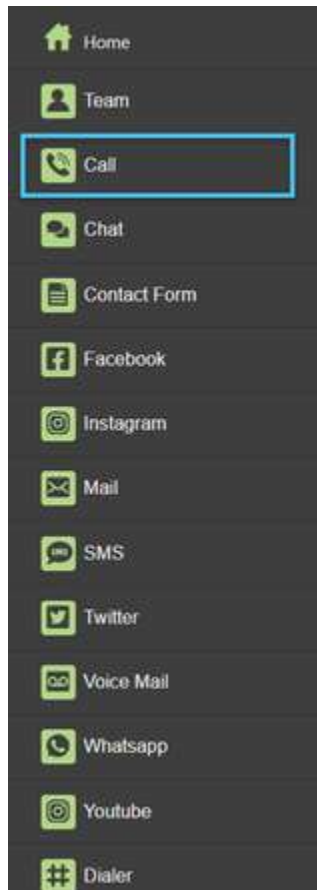 Home
Team
Call
Chat
Contact Form
Facebook
Instagram
Mail
SMS
Twitter
Voice Mail
Whatsapp
Youtube
Dialer